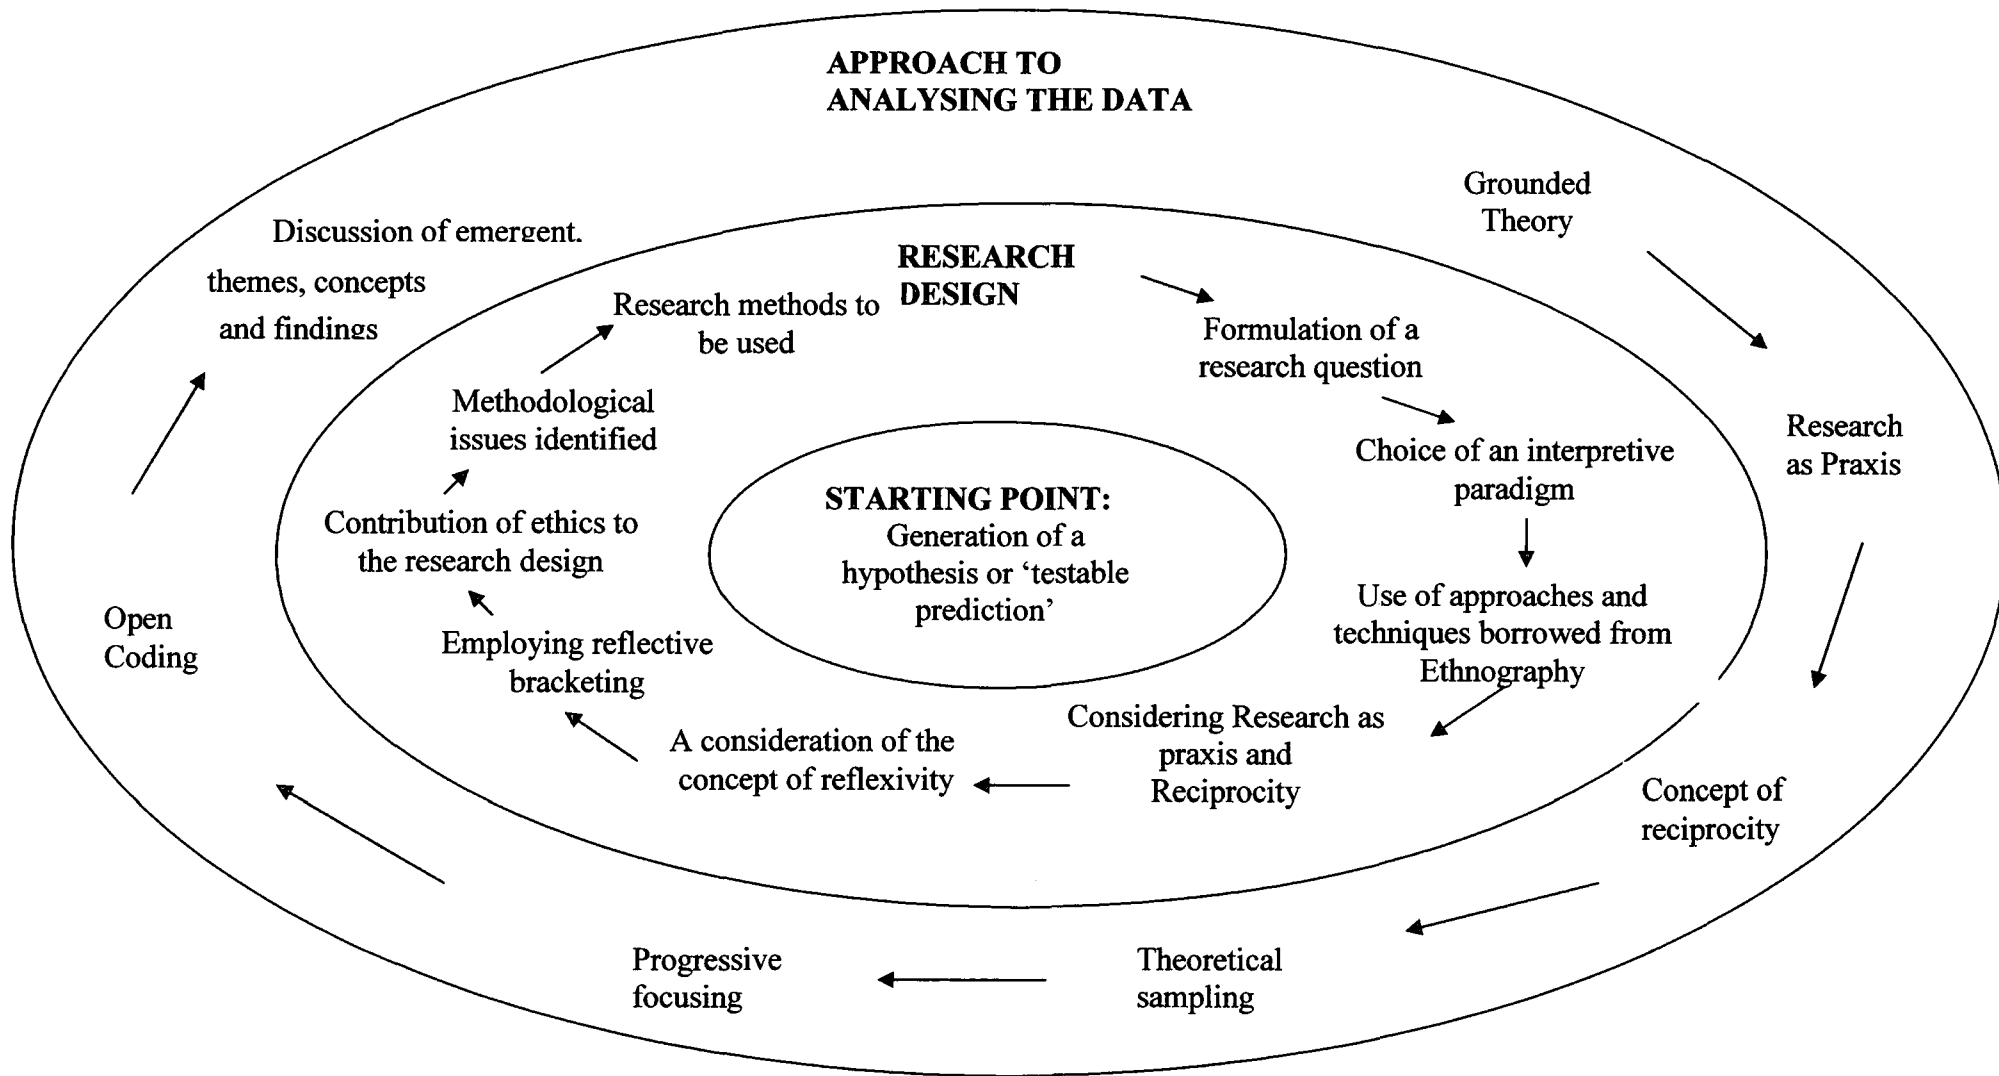 APPROACH TO
ANALYSING THE DATA
Grounded
Theory
Research
as Praxis
Concept of
reciprocity
Theoretical
sampling
Progressive
focusing
Open
Coding
Discussion of emergent.
themes, concepts
and findings
RESEARCH
DESIGN
Formulation of a
research question
Choice of an interpretive
paradigm
Use of approaches and
techniques borrowed from
Ethnography
Considering Research as
praxis and
Reciprocity
A consideration of the
concept of reflexivity
Employing reflective
bracketing
Contribution of ethics to
the research design
Methodological
issues identified
Research methods to
be used
STARTING POINT:
Generation of a
hypothesis or ‘testable
prediction’